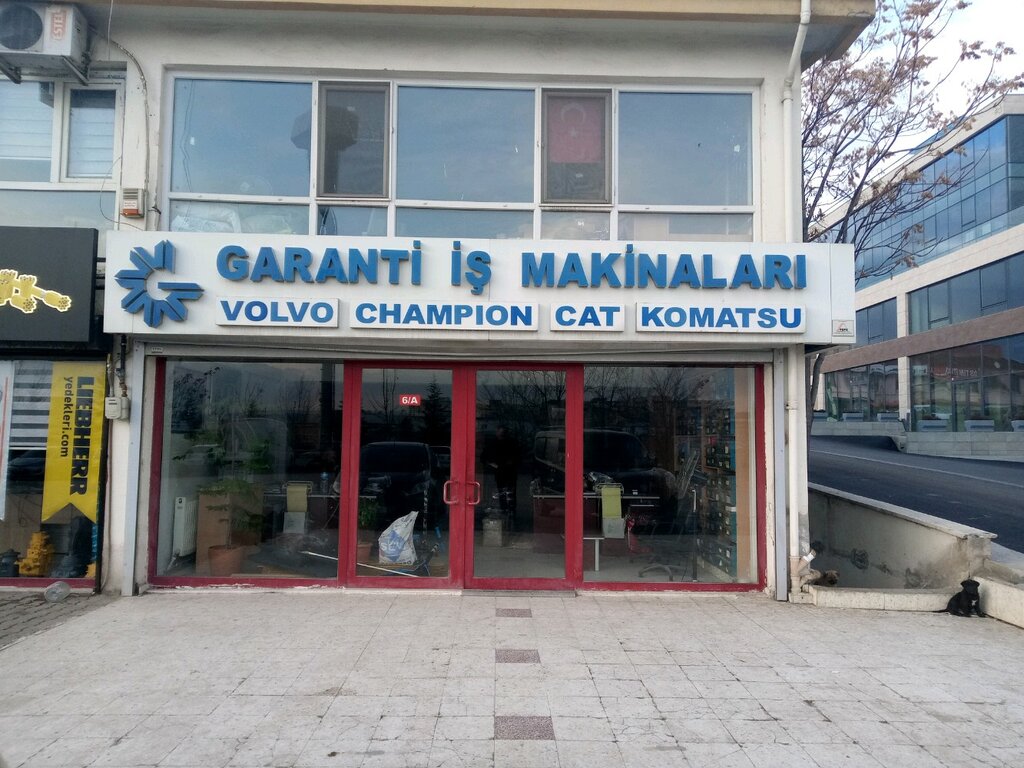 GARANTİ İŞ MAKİNALARI
VOLVO CHAMPION CAT KOMATSU
6/A
LIEBHERR
yedekleri.com